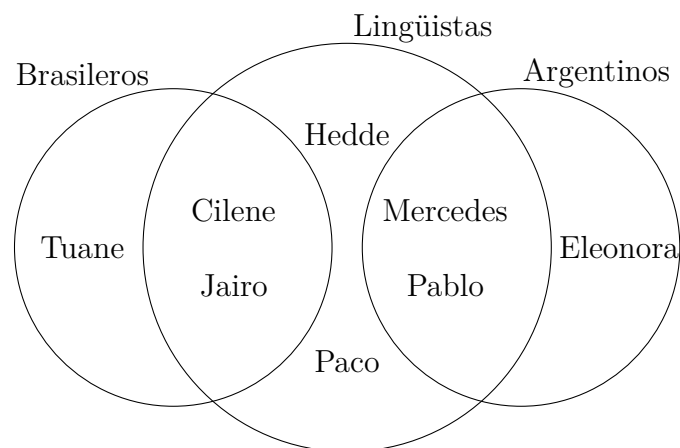 Lingüistas
Brasileros
Argentinos
Hedde
Cilene
Mercedes
Tuane
Eleonora
Jairo
Pablo
Paco